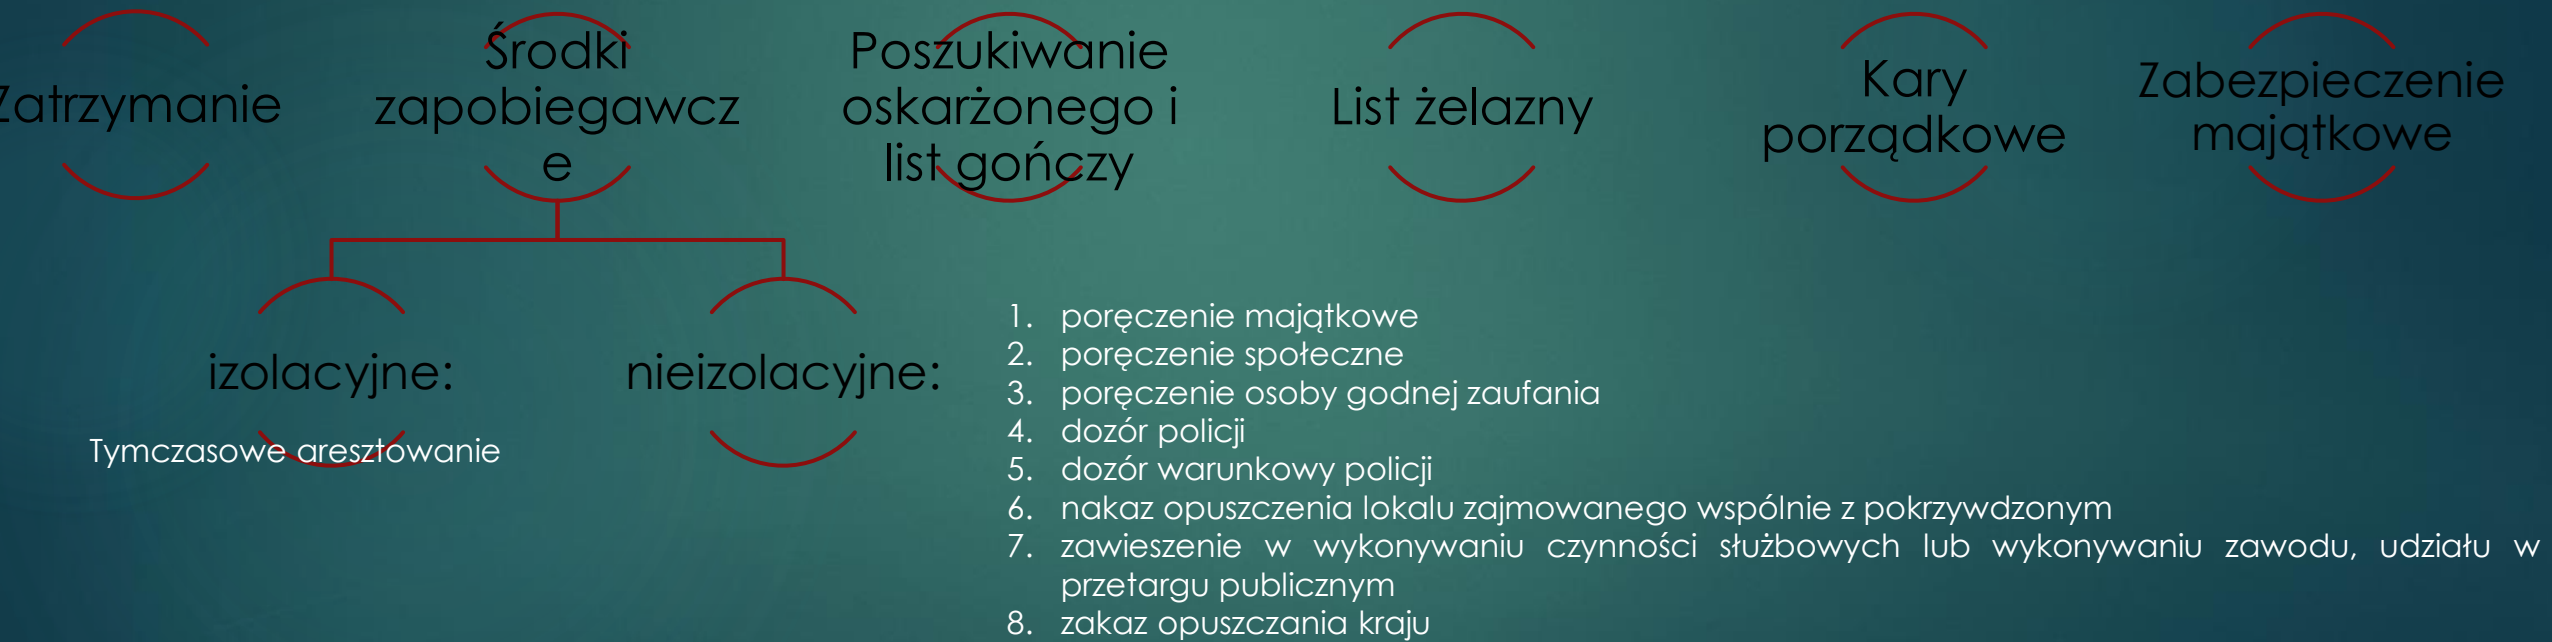 Zatrzymanie
Środki
zapobiegawcz
e
Poszukiwanie
oskarżonego i
list gończy
List żelazny
Kary
porządkowe
Zabezpieczenie
majątkowe
izolacyjne:
Tymczasowe aresztowanie
nieizolacyjne:
1. poręczenie majątkowe
2. poręczenie społeczne
3. poręczenie osoby godnej zaufania
4. dozór policji
5. dozór warunkowy policji
6. nakaz opuszczenia lokalu zajmowanego wspólnie z pokrzywdzonym
7. zawieszenie w wykonywaniu czynności służbowych lub wykonywaniu zawodu, udziału w
przetargu publicznym
8. zakaz opuszczania kraju